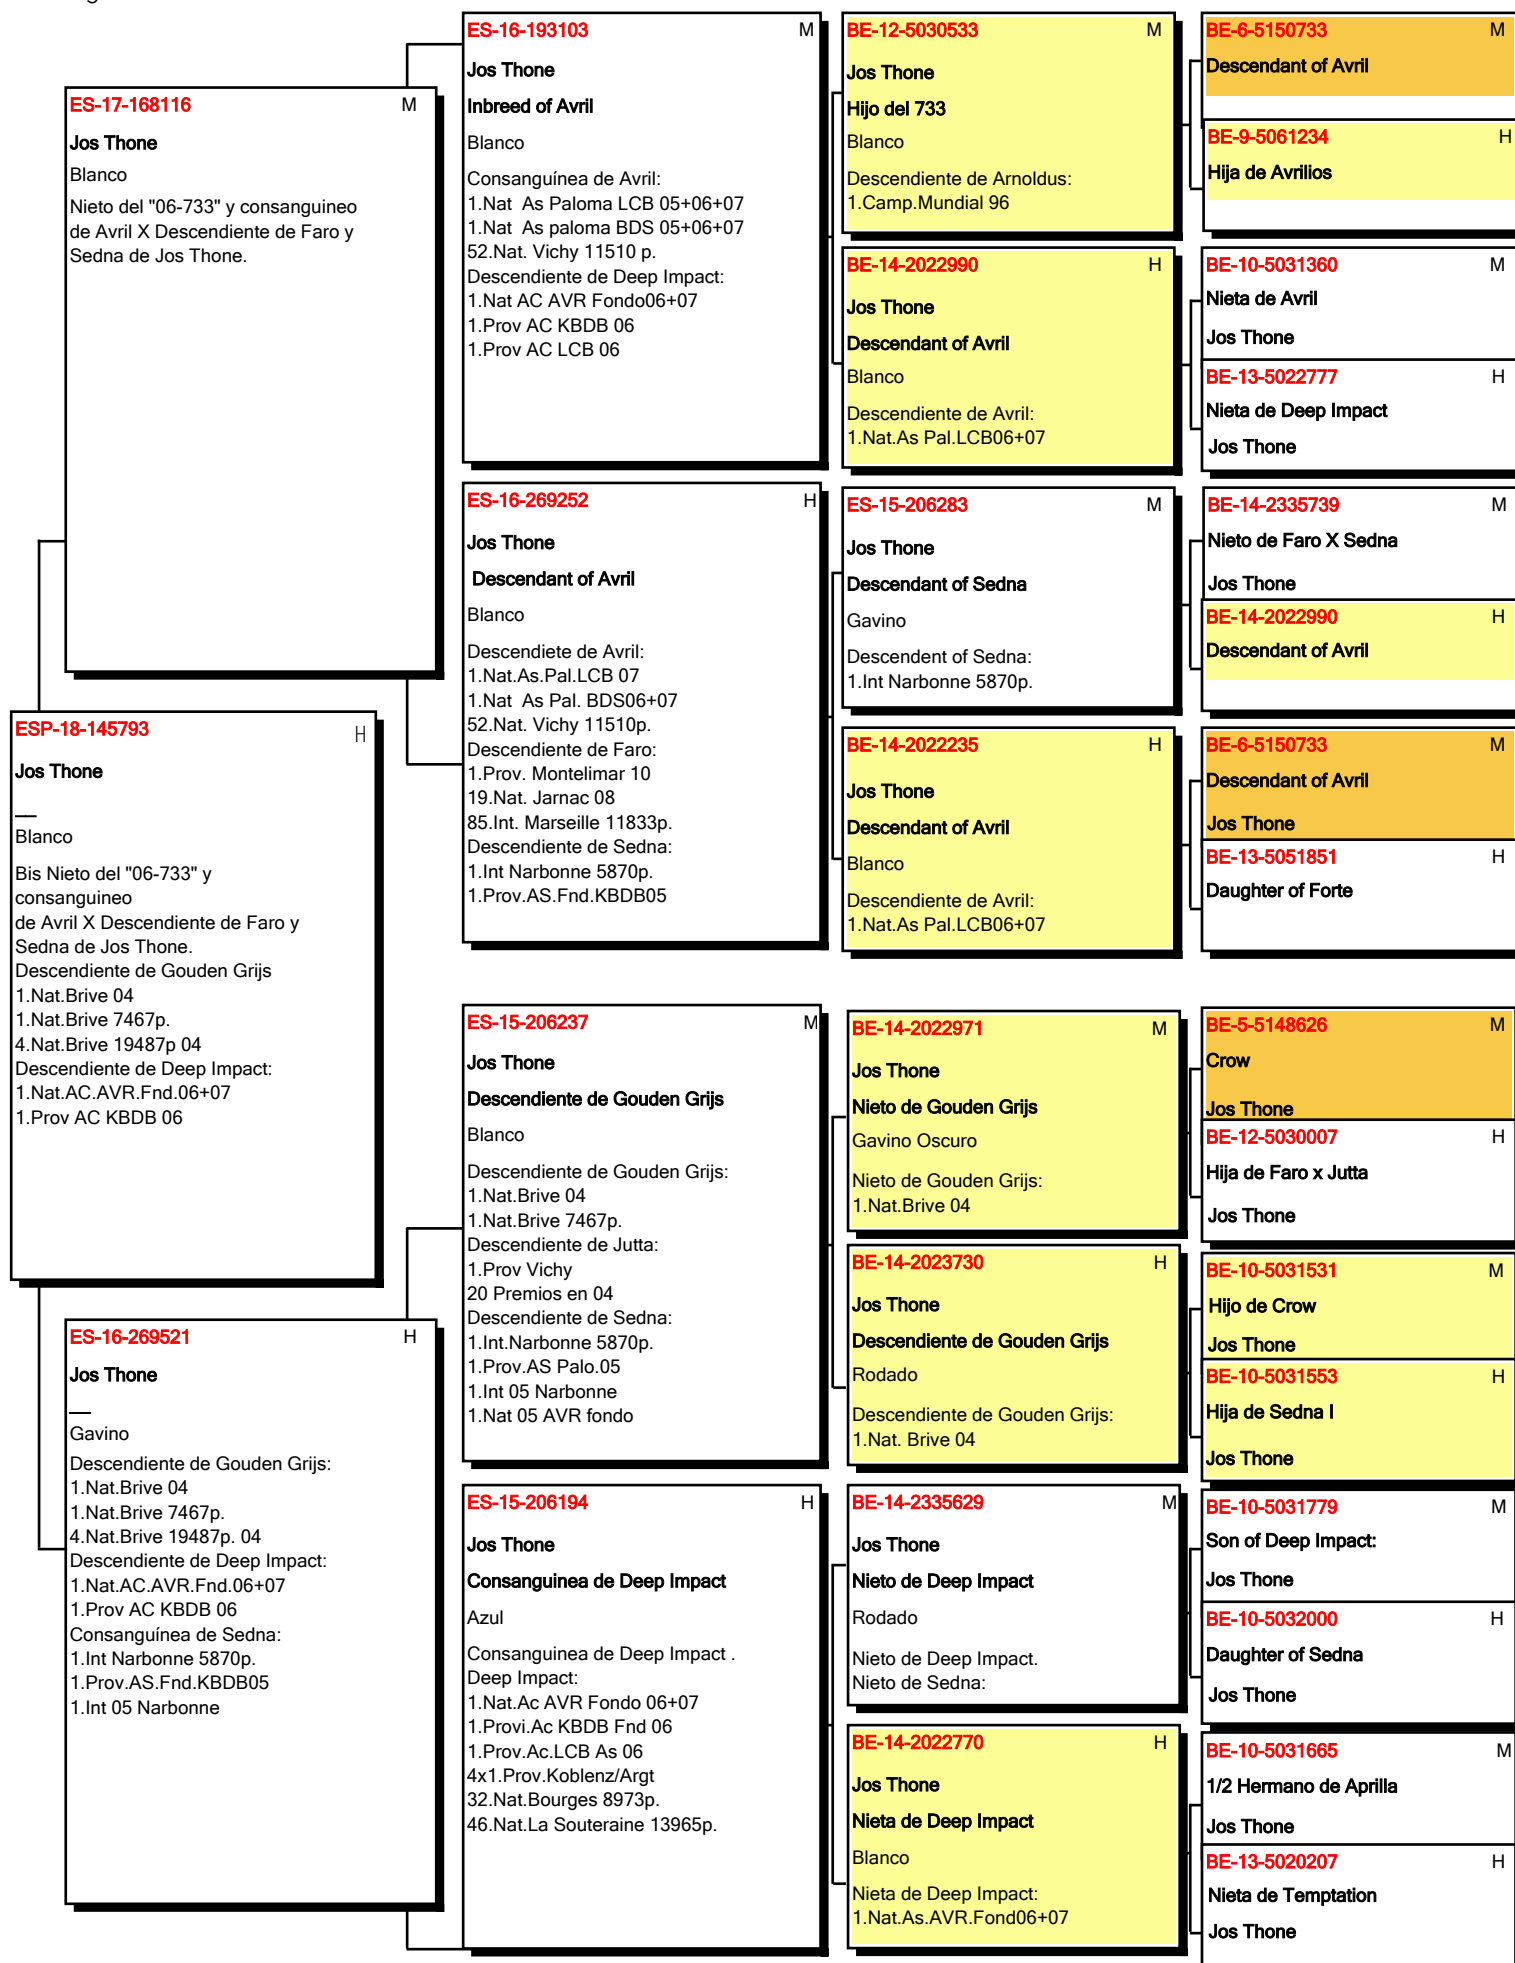 ES-17-168116 M
Jos Thone
Blanco
Nieto del "06-733" y consanguineo
de Avril X Descendiente de Faro y
Sedna de Jos Thone.
ESP-18-145793 H
Jos Thone
__
Blanco
Bis Nieto del "06-733" y
consanguineo
de Avril X Descendiente de Faro y
Sedna de Jos Thone.
Descendiente de Gouden Grijs
1.Nat.Brive 04
1.Nat.Brive 7467p.
4.Nat.Brive 19487p 04
Descendiente de Deep Impact:
1.Nat.AC.AVR.Fnd.06+07
1.Prov AC KBDB 06
ES-16-269521 H
Jos Thone
__
Gavino
Descendiente de Gouden Grijs:
1.Nat.Brive 04
1.Nat.Brive 7467p.
4.Nat.Brive 19487p. 04
Descendiente de Deep Impact:
1.Nat.AC.AVR.Fnd.06+07
1.Prov AC KBDB 06
Consanguínea de Sedna:
1.Int Narbonne 5870p.
1.Prov.AS.Fnd.KBDB05
1.Int 05 Narbonne
ES-16-193103 M
Jos Thone
Inbreed of Avril
Blanco
Consanguínea de Avril:
1.Nat  As Paloma LCB 05+06+07
1.Nat  As paloma BDS 05+06+07
52.Nat. Vichy 11510 p.
Descendiente de Deep Impact:
1.Nat AC AVR Fondo06+07
1.Prov AC KBDB 06
1.Prov AC LCB 06
ES-16-269252 H
Jos Thone
Descendant of Avril
Blanco
Descendiete de Avril:
1.Nat.As.Pal.LCB 07
1.Nat  As Pal. BDS06+07
52.Nat. Vichy 11510p.
Descendiente de Faro:
1.Prov. Montelimar 10
19.Nat. Jarnac 08
85.Int. Marseille 11833p.
Descendiente de Sedna:
1.Int Narbonne 5870p.
1.Prov.AS.Fnd.KBDB05
ES-15-206237 M
Jos Thone
Descendiente de Gouden Grijs
Blanco
Descendiente de Gouden Grijs:
1.Nat.Brive 04
1.Nat.Brive 7467p.
Descendiente de Jutta:
1.Prov Vichy
20 Premios en 04
Descendiente de Sedna:
1.Int.Narbonne 5870p.
1.Prov.AS Palo.05
1.Int 05 Narbonne
1.Nat 05 AVR fondo
ES-15-206194 H
Jos Thone
Consanguinea de Deep Impact
Azul
Consanguinea de Deep Impact .
Deep Impact:
1.Nat.Ac AVR Fondo 06+07
1.Provi.Ac KBDB Fnd 06
1.Prov.Ac.LCB As 06
4x1.Prov.Koblenz/Argt
32.Nat.Bourges 8973p.
46.Nat.La Souteraine 13965p.
BE-12-5030533 M
Jos Thone
Hijo del 733
Blanco
Descendiente de Arnoldus:
1.Camp.Mundial 96
BE-14-2022990 H
Jos Thone
Descendant of Avril
Blanco
Descendiente de Avril:
1.Nat.As Pal.LCB06+07
ES-15-206283 M
Jos Thone
Descendant of Sedna
Gavino
Descendent of Sedna:
1.Int Narbonne 5870p.
BE-14-2022235 H
Jos Thone
Descendant of Avril
Blanco
Descendiente de Avril:
1.Nat.As Pal.LCB06+07
BE-14-2022971 M
Jos Thone
Nieto de Gouden Grijs
Gavino Oscuro
Nieto de Gouden Grijs:
1.Nat.Brive 04
BE-14-2023730 H
Jos Thone
Descendiente de Gouden Grijs
Rodado
Descendiente de Gouden Grijs:
1.Nat. Brive 04
BE-14-2335629 M
Jos Thone
Nieto de Deep Impact
Rodado
Nieto de Deep Impact.
Nieto de Sedna:
BE-14-2022770 H
Jos Thone
Nieta de Deep Impact
Blanco
Nieta de Deep Impact:
1.Nat.As.AVR.Fond06+07
BE-6-5150733 M
Descendant of Avril
BE-9-5061234 H
Hija de Avrilios
BE-10-5031360 M
Nieta de Avril
Jos Thone
BE-13-5022777 H
Nieta de Deep Impact
Jos Thone
BE-14-2335739 M
Nieto de Faro X Sedna
Jos Thone
BE-14-2022990 H
Descendant of Avril
BE-6-5150733 M
Descendant of Avril
Jos Thone
BE-13-5051851 H
Daughter of Forte
BE-5-5148626 M
Crow
Jos Thone
BE-12-5030007 H
Hija de Faro x Jutta
Jos Thone
BE-10-5031531 M
Hijo de Crow
Jos Thone
BE-10-5031553 H
Hija de Sedna I
Jos Thone
BE-10-5031779 M
Son of Deep Impact:
Jos Thone
BE-10-5032000 H
Daughter of Sedna
Jos Thone
BE-10-5031665 M
1/2 Hermano de Aprilla
Jos Thone
BE-13-5020207 H
Nieta de Temptation
Jos Thone